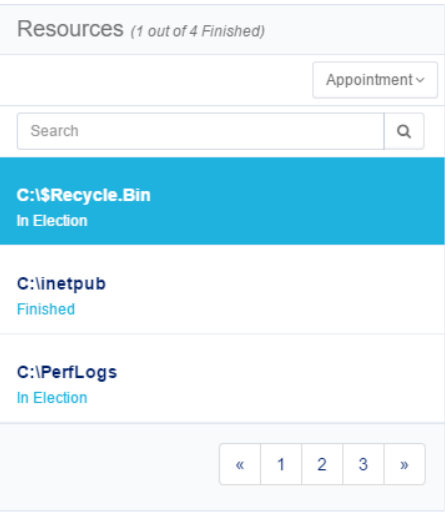 Resources (1 out of 4 Finished)
Appointment
Search
C:\$Recycle.Bin
In Election
C:\inetpub
Finished
C:\PerfLogs
In Election
« 1 2 3 »